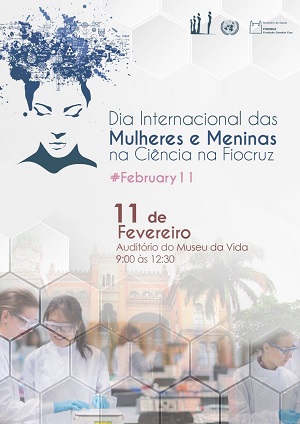 Dia Internacional das
Mulheres e Meninas
na Ciência na Fiocruz
#February11
11 de
Fevereiro
Auditório do Museu da Vida
9:00 às 12:30